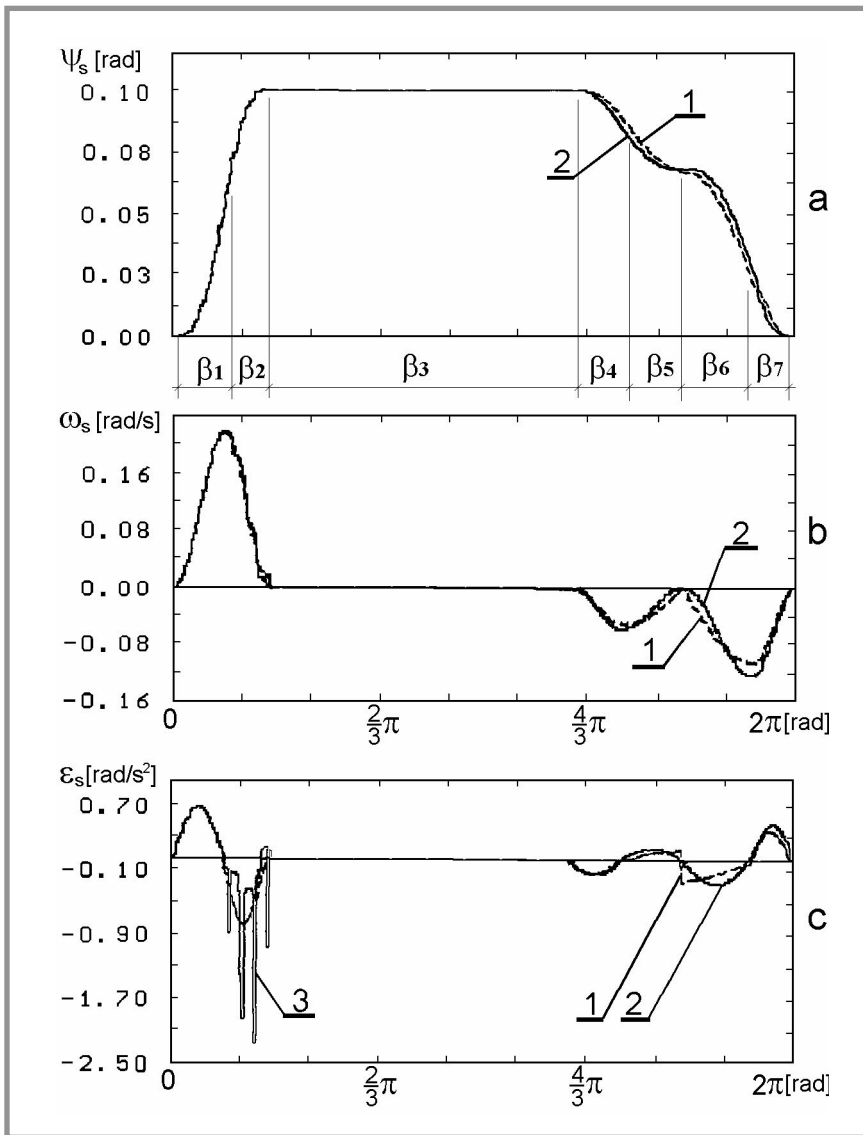 Ψs [rad]
0.10
0.08
0.05
0.03
0.00
1
2
a
β1 β2 β3 β4 β5 β6 β7
ωs [rad/s]
0.16
0.08
0.00
-0.08
-0.16
2
1
b
0 2/3π 4/3π 2π[rad]
εs [rad/s²]
0.70
-0.10
-0.90
-1.70
-2.50
3
1 2
c
0 2/3π 4/3π 2π[rad]